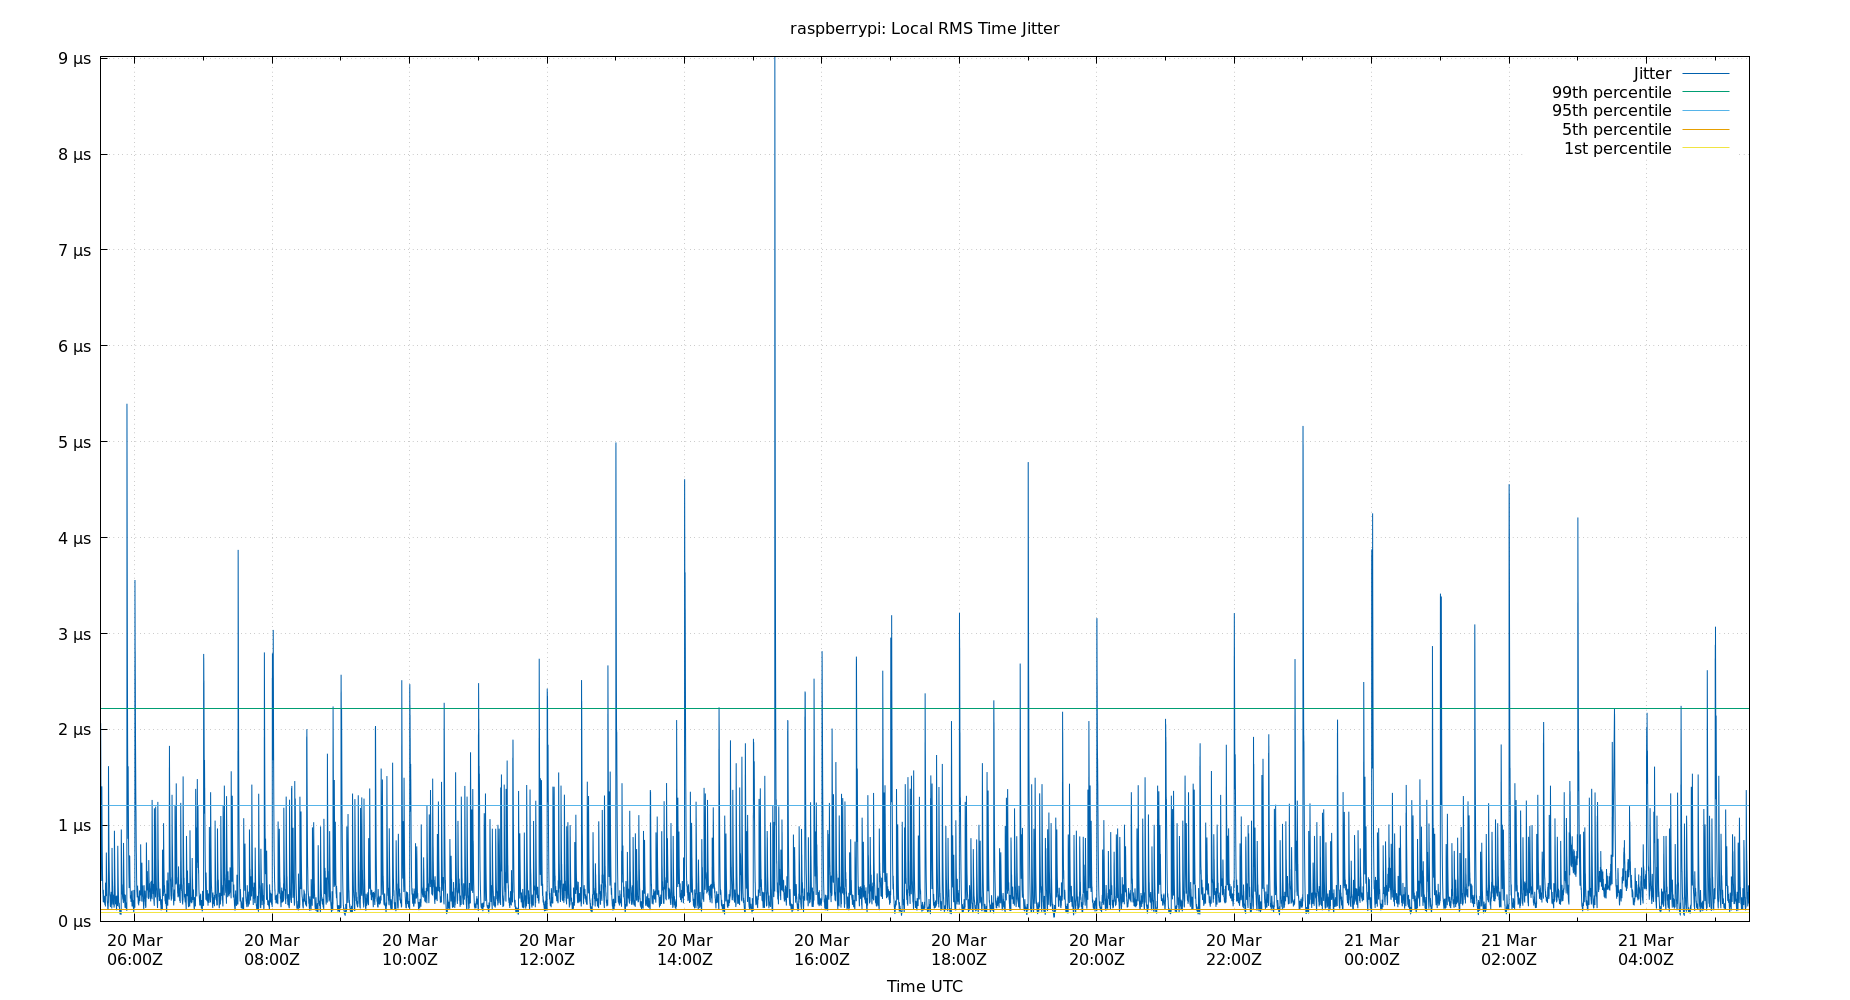 raspberrypi: Local RMS Time Jitter
9 µs
8 µs
7 µs
6 µs
5 µs
4 µs
3 µs
2 µs
1 µs
0 µs
Jitter
99th percentile
95th percentile
5th percentile
1st percentile
20 Mar 20 Mar 20 Mar 20 Mar 20 Mar 20 Mar 20 Mar 20 Mar 20 Mar 21 Mar 21 Mar 21 Mar
06:00Z 08:00Z 10:00Z 12:00Z 14:00Z 16:00Z 18:00Z 20:00Z 22:00Z 00:00Z 02:00Z 04:00Z
Time UTC